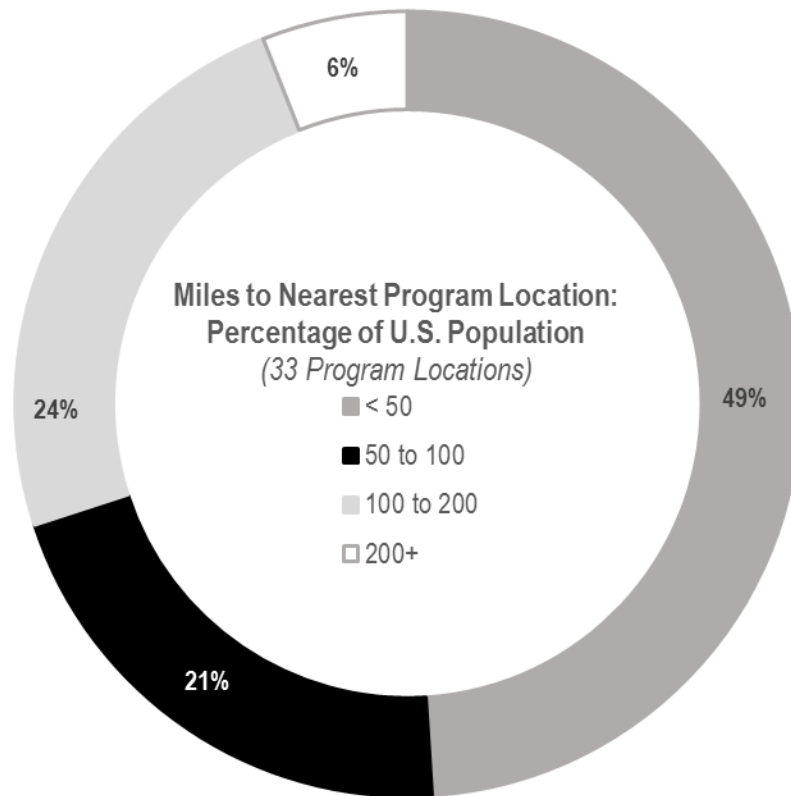 6%
Miles to Nearest Program Location:
Percentage of U.S. Population
(33 Program Locations)
< 50
50 to 100
100 to 200
200+
49%
24%
21%